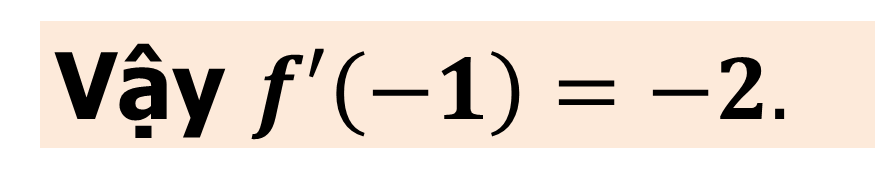 Vậy f′(−1) = −2.